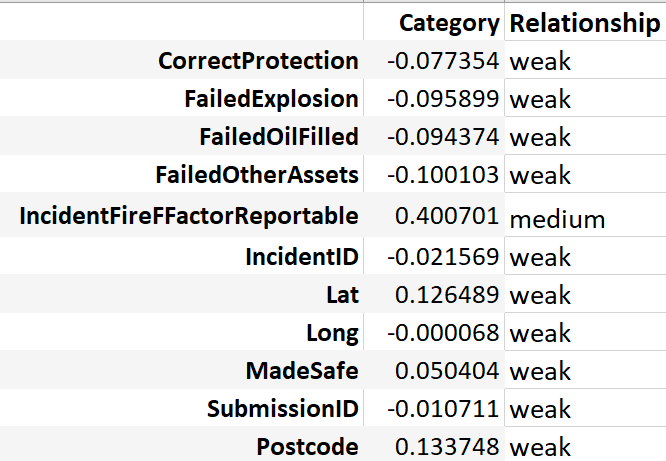 Category Relationship
CorrectProtection -0.077354 weak
FailedExplosion -0.095899 weak
FailedOilFilled -0.094374 weak
FailedOtherAssets -0.100103 weak
IncidentFireFFactorReportable 0.400701 medium
IncidentID -0.021569 weak
Lat 0.126489 weak
Long -0.000068 weak
MadeSafe 0.050404 weak
SubmissionID -0.010711 weak
Postcode 0.133748 weak